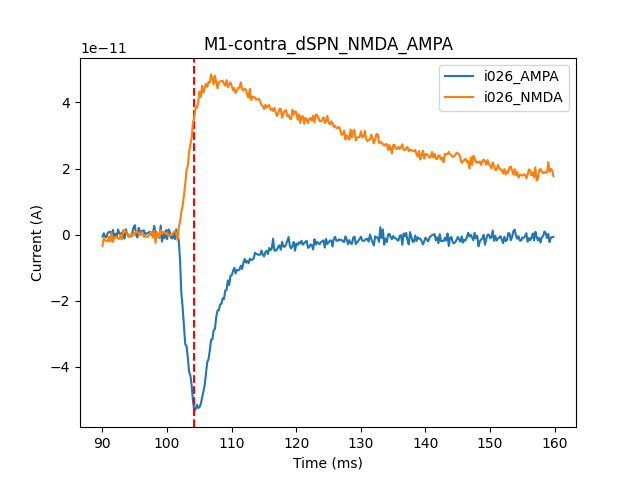 M1-contra_dSPN_NMDA_AMPA
1e−11
i026_AMPA
i026_NMDA
4
2
0
−2
−4
Current (A)
90 100 110 120 130 140 150 160
Time (ms)